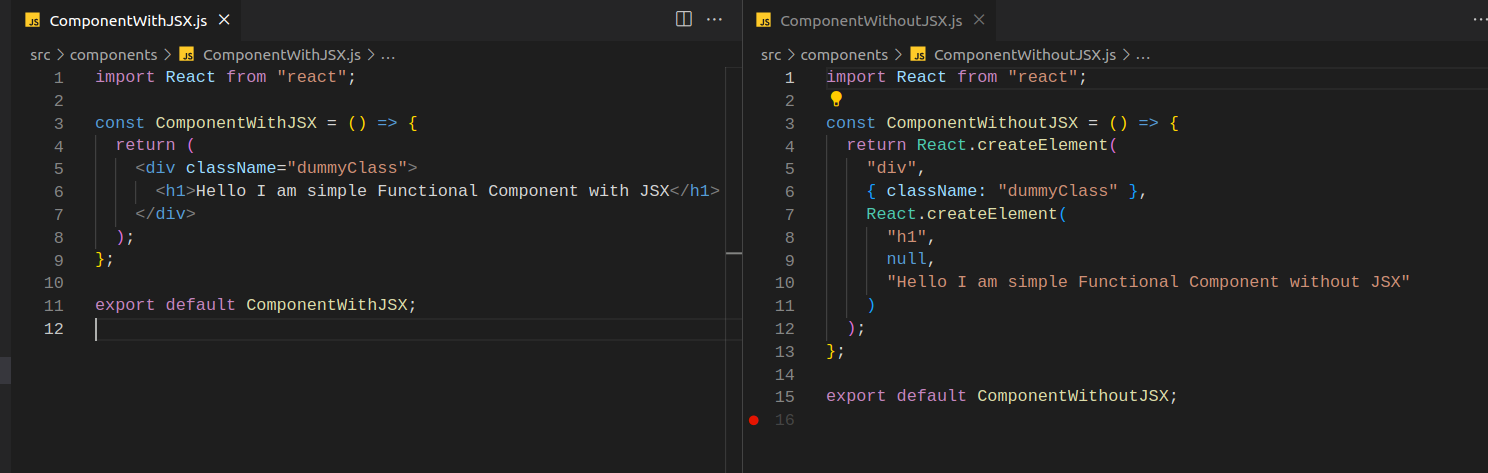 JS ComponentWithJSX.js ×
src > components > JS ComponentWithJSX.js > ...
1 import React from "react";
2
3 const ComponentWithJSX = () => {
4   return (
5     <div className="dummyClass">
6       <h1>Hello I am simple Functional Component with JSX</h1>
7     </div>
8   );
9 };
10
11 export default ComponentWithJSX;
12
JS ComponentWithoutJSX.js ×
src > components > JS ComponentWithoutJSX.js > ...
1 import React from "react";
2
3 const ComponentWithoutJSX = () => {
4   return React.createElement(
5     "div",
6     { className: "dummyClass" },
7     React.createElement(
8       "h1",
9       null,
10       "Hello I am simple Functional Component without JSX"
11     )
12   );
13 };
14
15 export default ComponentWithoutJSX;
16